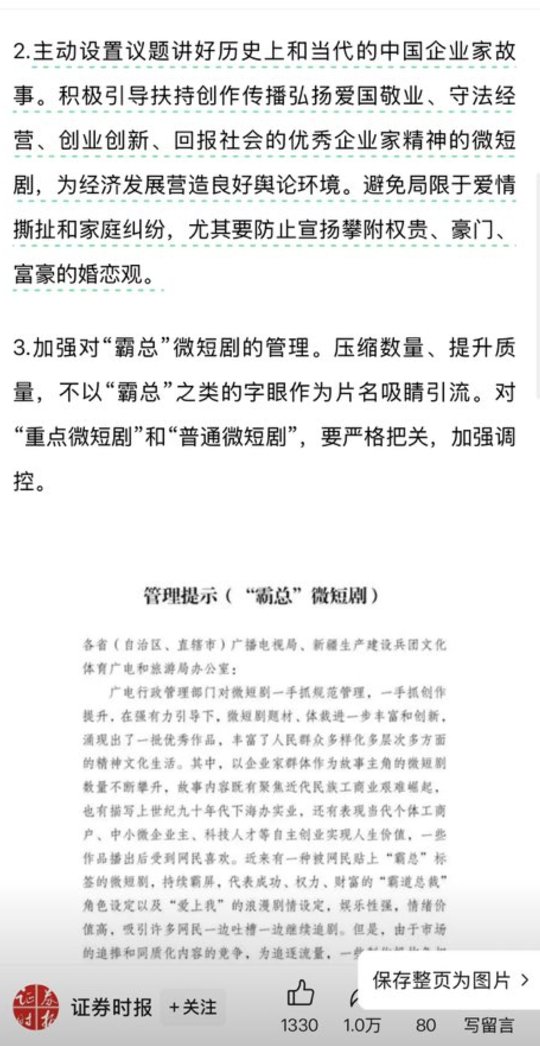 2.主动设置议题讲好历史上和当代的中国企业家故
事。积极引导扶持创作传播弘扬爱国敬业、守法经
营、创业创新、回报社会的优秀企业家精神的微短
剧，为经济发展营造良好舆论环境。避免局限于爱情
撕扯和家庭纠纷，尤其要防止宣扬攀附权贵、豪门、
富豪的婚恋观。
3.加强对“霸总”微短剧的管理。压缩数量、提升质
量，不以“霸总”之类的字眼作为片名吸睛引流。对
“重点微短剧”和“普通微短剧”，要严格把关，加强调
控。
管理提示（“霸总”微短剧）
各省（自治区、直辖市）广播电视局、新疆生产建设兵团文化
体育广电和旅游局办公室：
广电行政管理部门对微短剧一手抓规范管理，一手抓创作
提升，在强有力引导下，微短剧题材、体裁进一步丰富和创新，
涌现出了一批优秀作品，丰富了人民群众多样化多层次多方面
的精神文化生活。其中，以企业家群体作为故事主角的微短剧
数量不断攀升，故事内容既有聚焦近代民族工商业艰难崛起，
也有描写上世纪九十年代下海办实业，还有表现当代个体工商
户、中小微企业主、科技人才等自主创业实现人生价值，一些
作品播出后受到网民喜欢。近来有一种被网民贴上“霸总”标
签的微短剧，持续霸屏，代表成功、权力、财富的“霸道总裁”
角色设定以及“爱上我”的浪漫剧情设定，娱乐性强，情绪价
值高，吸引许多网民一边吐槽一边继续追剧。但是，由于市场
的追捧和同质化内容的竞争，为追逐流量，一些
保存整页为图片
证券时报
证券时报
+关注
1330
1.0万
80
写留言